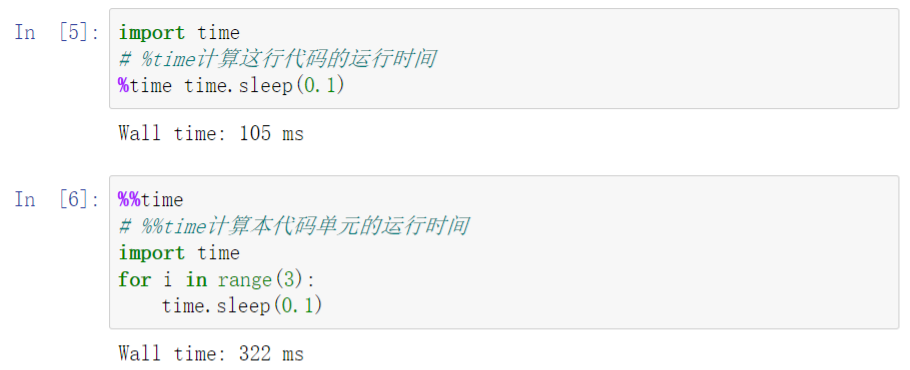 In [5]: import time
# %time计算这行代码的运行时间
%time time.sleep(0.1)
Wall time: 105 ms
In [6]: %%time
# %%time计算本代码单元的运行时间
import time
for i in range(3):
    time.sleep(0.1)
Wall time: 322 ms